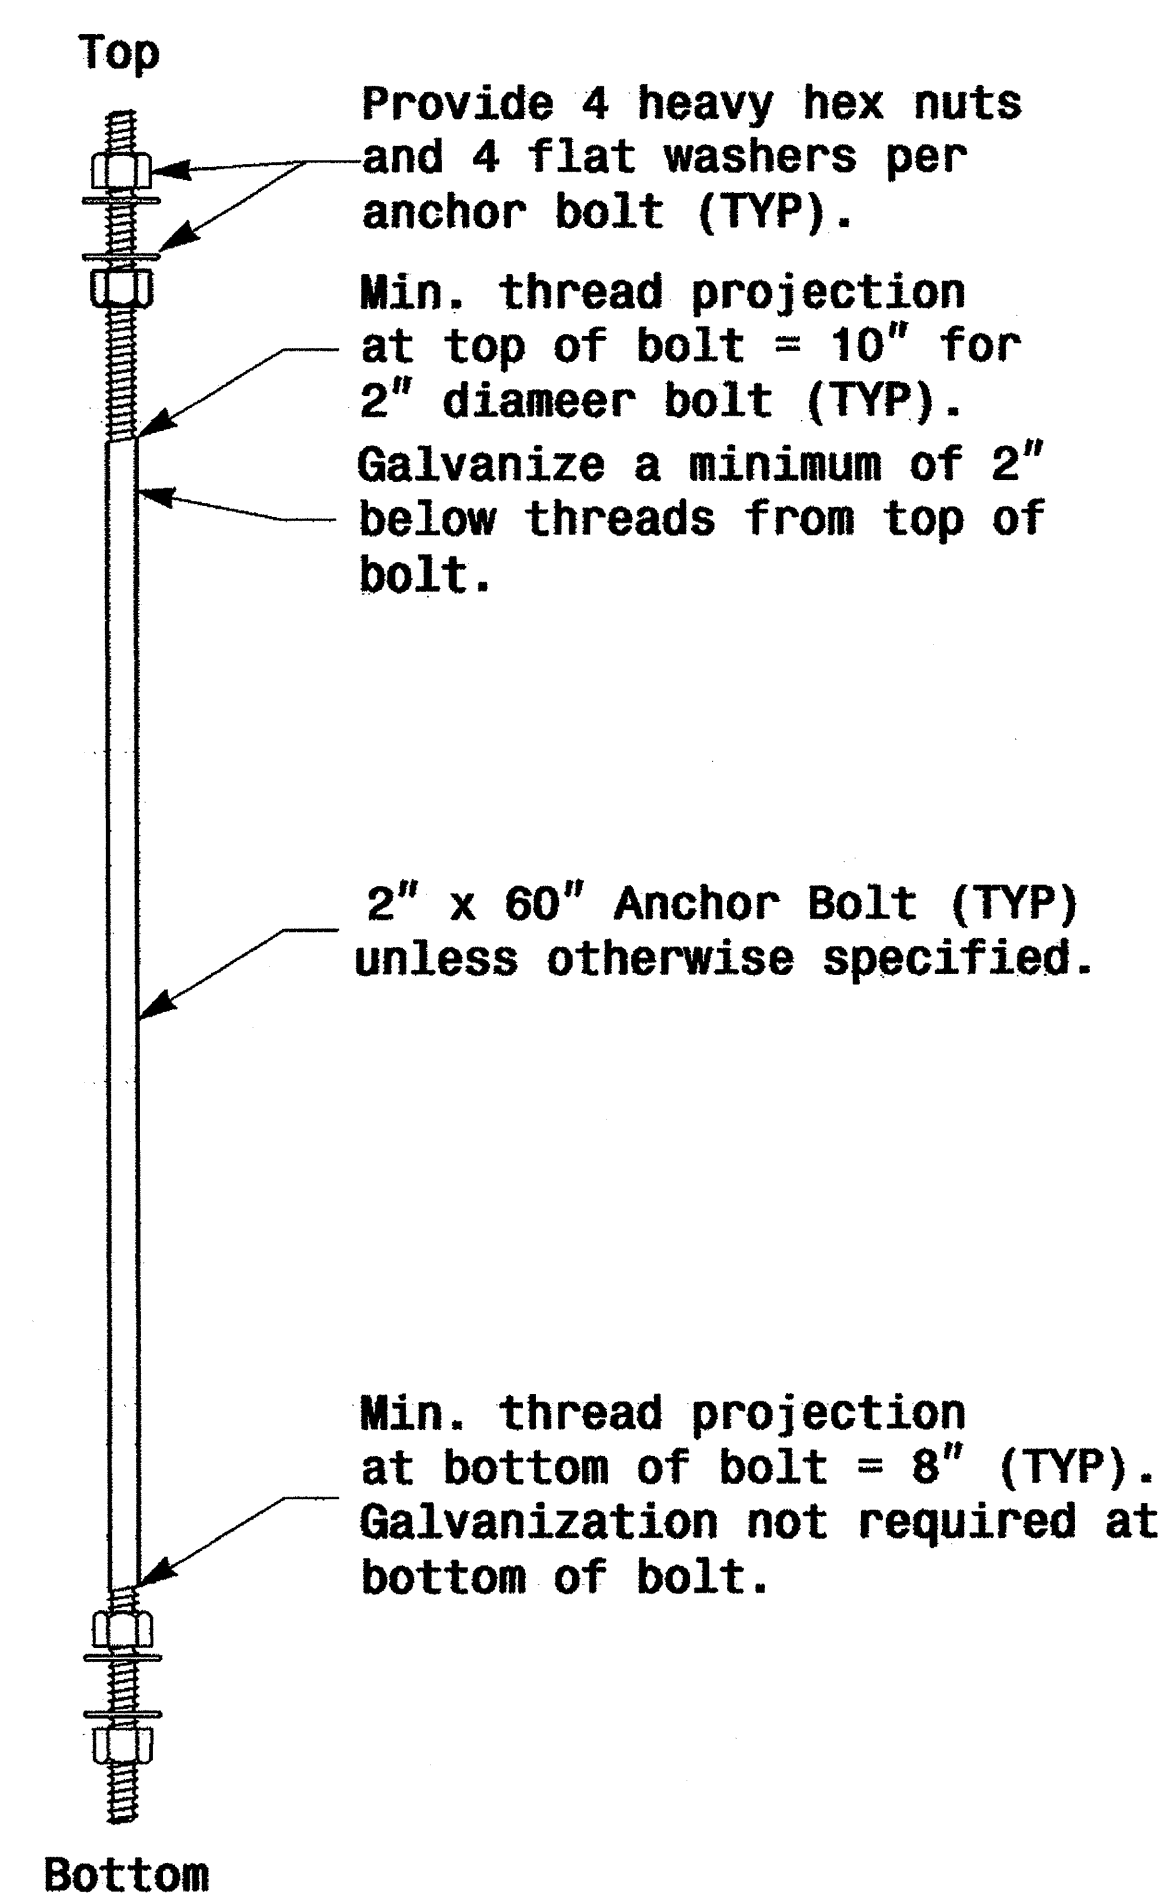 Top
Provide 4 heavy hex nuts
and 4 flat washers per
anchor bolt (TYP).
Min. thread projection
at top of bolt = 10" for
2" diameer bolt (TYP).
Galvanize a minimum of 2"
below threads from top of
bolt.
2" x 60" Anchor Bolt (TYP)
unless otherwise specified.
Min. thread projection
at bottom of bolt = 8" (TYP).
Galvanization not required at
bottom of bolt.
Bottom